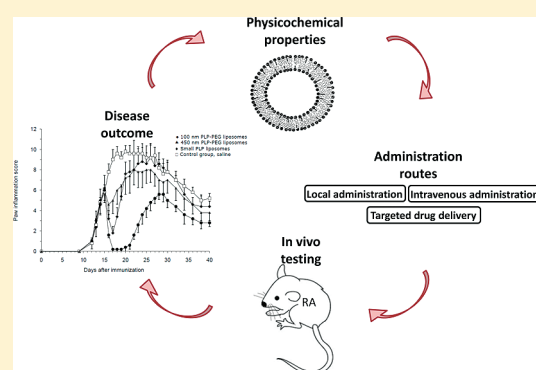 Physicochemical
properties
Disease
outcome
100 nm PLP-PEG liposomes
450 nm PLP-PEG liposomes
Small PLP liposomes
Control group, saline
Paw inflammation score
12
10
8
6
4
2
0
0 5 10 15 20 25 30 35 40
Days after immunization
Administration
routes
Local administration
Intravenous administration
Targeted drug delivery
In vivo
testing
RA